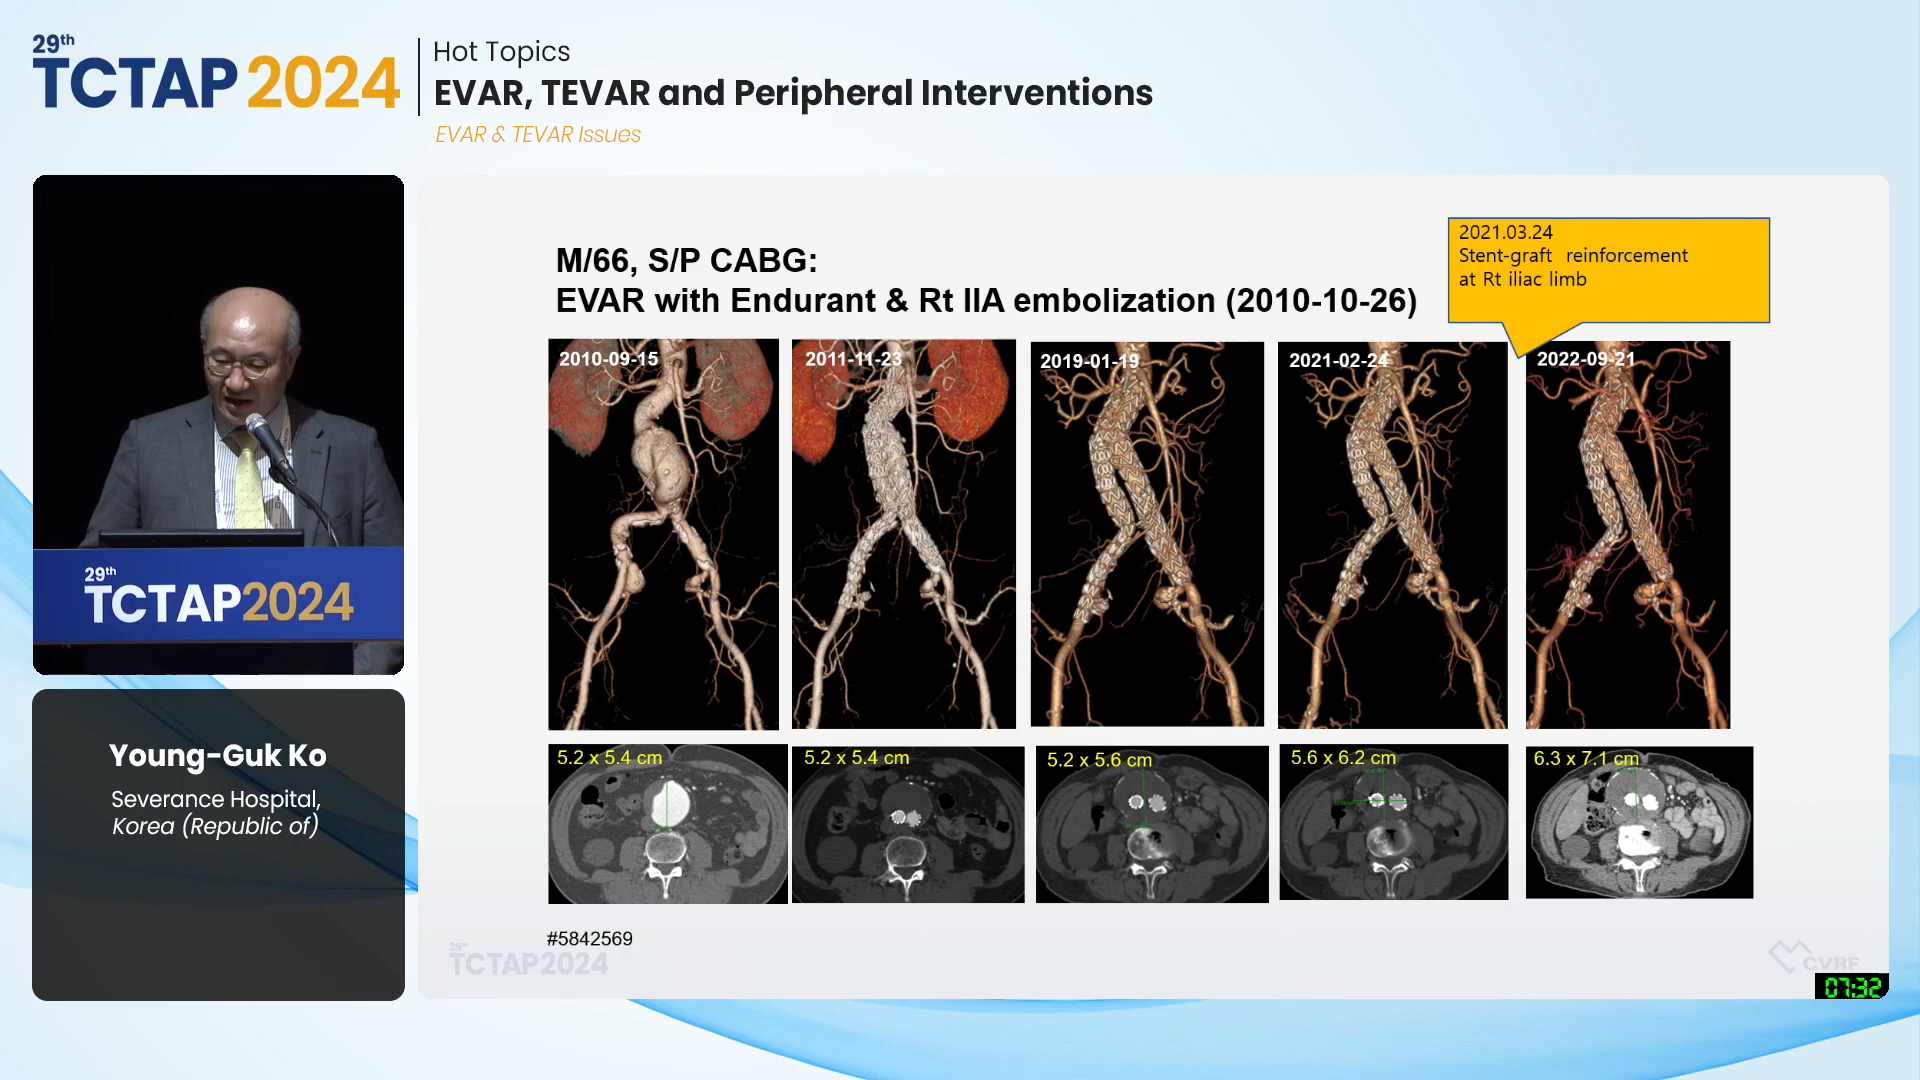 29th
TCTAP 2024
Hot Topics
EVAR, TEVAR and Peripheral Interventions
EVAR & TEVAR Issues
29th
TCTAP2024
Young-Guk Ko
Severance Hospital,
Korea (Republic of)
M/66, S/P CABG:
EVAR with Endurant & Rt IIA embolization (2010-10-26)
2021.03.24
Stent-graft reinforcement
at Rt iliac limb
2010-09-15
2011-11-23
2019-01-19
2021-02-24
2022-09-21
5.2 x 5.4 cm
5.2 x 5.4 cm
5.2 x 5.6 cm
5.6 x 6.2 cm
6.3 x 7.1 cm
#5842569
29th
TCTAP2024
CVRF
07:32